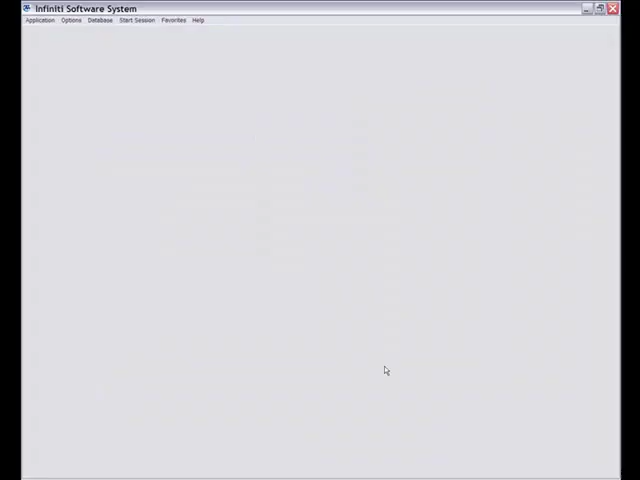 Infiniti Software System
Application Options Database Start Session Favorites Help